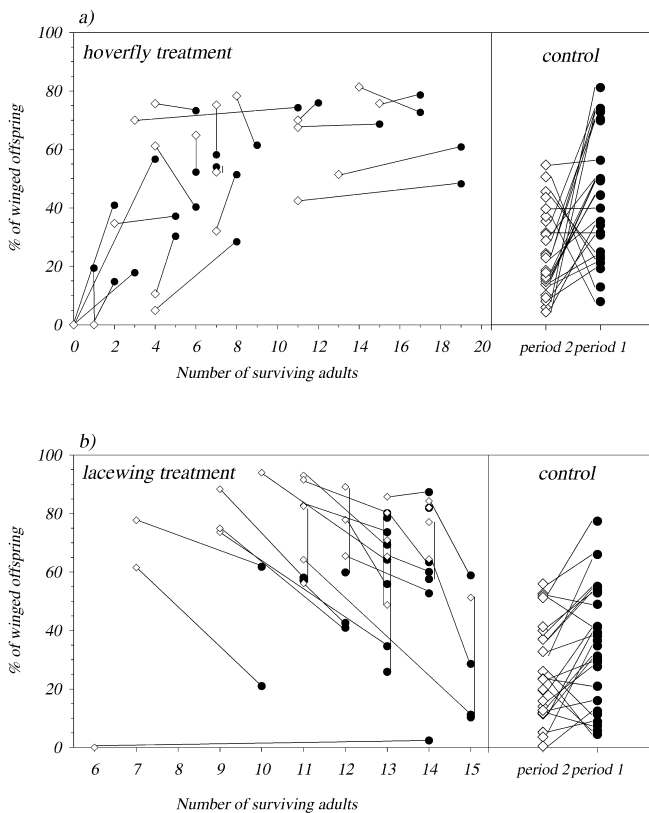 a)
100
80
60
40
20
0
% of winged offspring
hoverfly treatment
control
0 2 4 6 8 10 12 14 16 18 20
period 2 period 1
Number of surviving adults
b)
100
80
60
40
20
0
% of winged offspring
lacewing treatment
control
6 7 8 9 10 11 12 13 14 15
period 2 period 1
Number of surviving adults